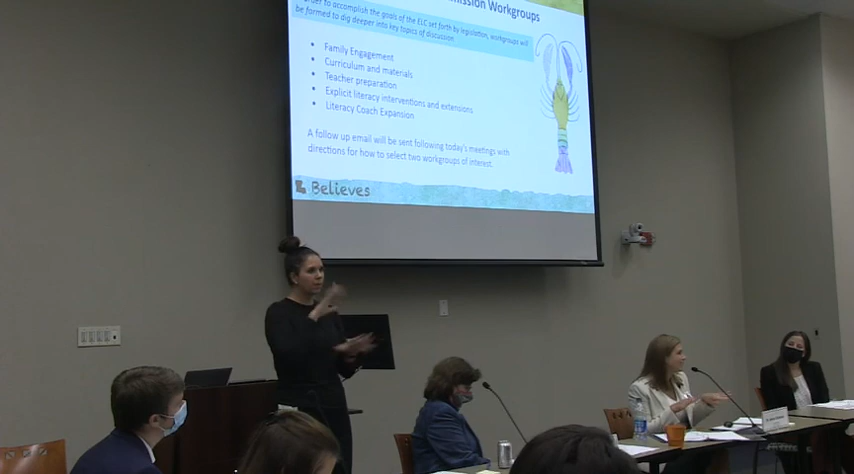 Workgroups
order to accomplish the goals of the ELC set forth by legislation, workgroups will
be formed to dig deeper into key topics of discussion
• Family Engagement
• Curriculum and materials
• Teacher preparation
• Explicit literacy interventions and extensions
• Literacy Coach Expansion
A follow up email will be sent following today's meetings with
directions for how to select two workgroups of interest.
Believes